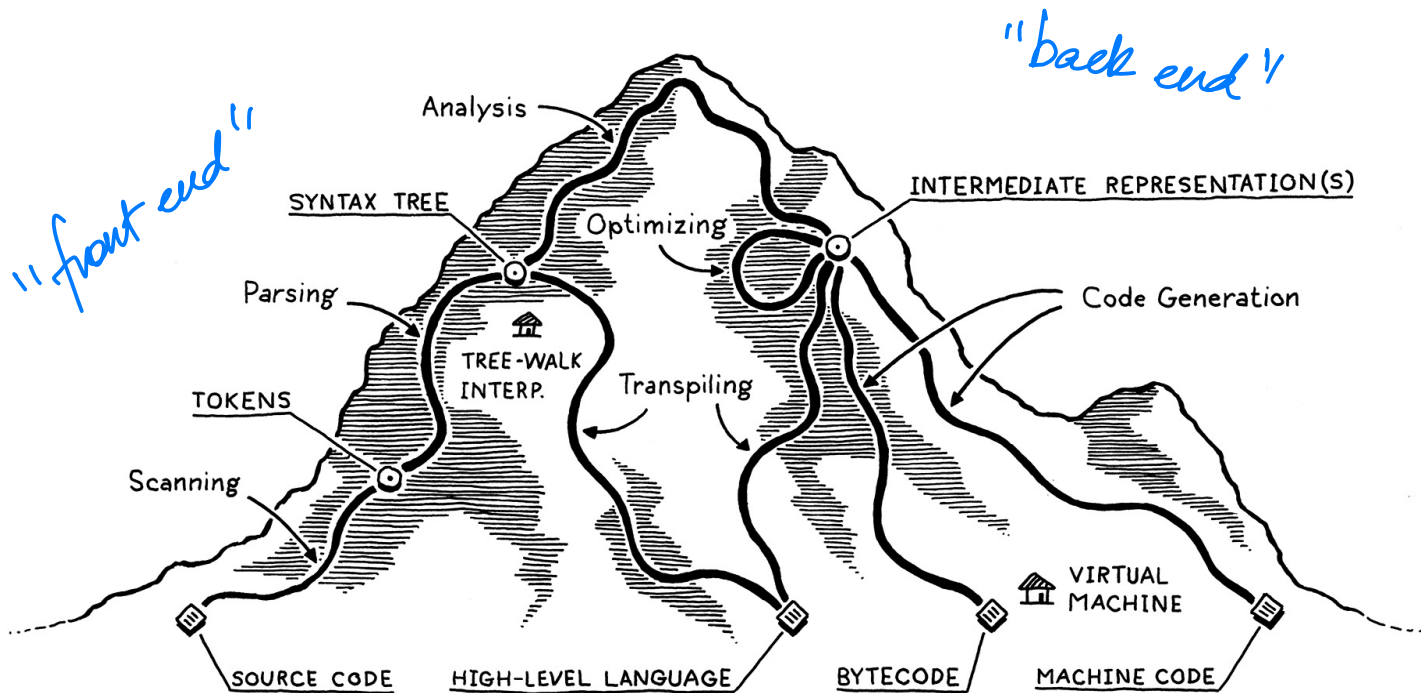 "back end"
"front end"
Analysis
SYNTAX TREE
INTERMEDIATE REPRESENTATION(S)
Optimizing
Parsing
Code Generation
TREE-WALK
INTERP.
Transpiling
TOKENS
Scanning
VIRTUAL
MACHINE
SOURCE CODE
HIGH-LEVEL LANGUAGE
BYTECODE
MACHINE CODE